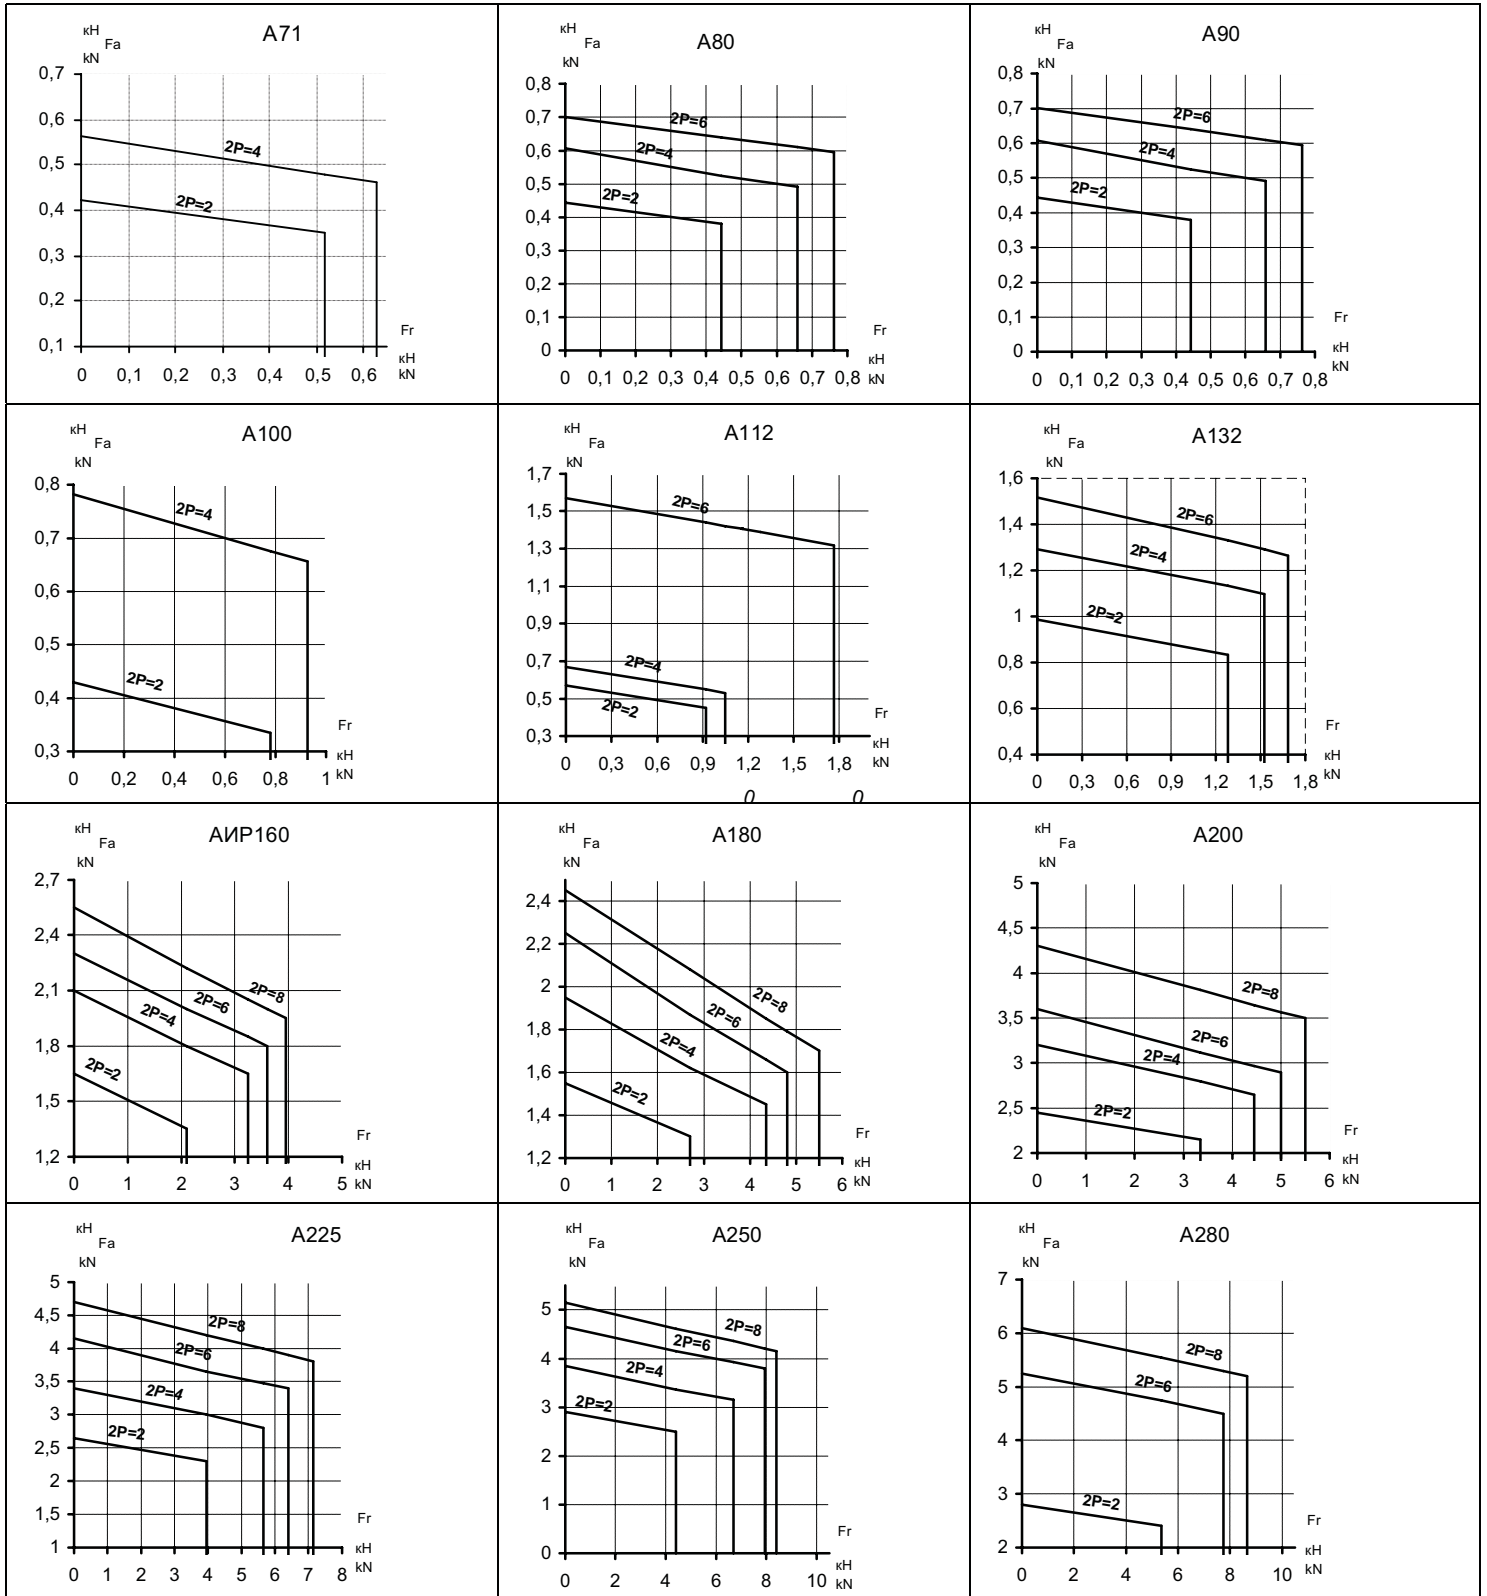 кН
Fa
kN
А71
0,7
0,6
0,5
0,4
0,3
0,2
0,1
2P=4
2P=2
Fr
кН
kN
0 0,1 0,2 0,3 0,4 0,5 0,6
кН
Fa
kN
А80
0,8
0,7
0,6
0,5
0,4
0,3
0,2
0,1
0
2P=6
2P=4
2P=2
Fr
кН
kN
0 0,1 0,2 0,3 0,4 0,5 0,6 0,7 0,8
кН
Fa
kN
А90
0,8
0,7
0,6
0,5
0,4
0,3
0,2
0,1
0
2P=6
2P=4
2P=2
Fr
кН
kN
0 0,1 0,2 0,3 0,4 0,5 0,6 0,7 0,8
кН
Fa
kN
А100
0,8
0,7
0,6
0,5
0,4
0,3
2P=4
2P=2
Fr
кН
kN
0 0,2 0,4 0,6 0,8 1
кН
Fa
kN
А112
1,7
1,5
1,3
1,1
0,9
0,7
0,5
0,3
2P=6
2P=4
2P=2
Fr
кН
kN
0 0,3 0,6 0,9 1,2 1,5 1,8
0 0
кН
Fa
kN
А132
1,6
1,4
1,2
1
0,8
0,6
0,4
2P=6
2P=4
2P=2
Fr
кН
kN
0 0,3 0,6 0,9 1,2 1,5 1,8
кН
Fa
kN
АИР160
2,7
2,4
2,1
1,8
1,5
1,2
2P=8
2P=6
2P=4
2P=2
Fr
кН
kN
0 1 2 3 4 5
кН
Fa
kN
А180
2,4
2,2
2
1,8
1,6
1,4
1,2
2P=8
2P=6
2P=4
2P=2
Fr
кН
kN
0 1 2 3 4 5 6
кН
Fa
kN
А200
5
4,5
4
3,5
3
2,5
2
2P=8
2P=6
2P=4
2P=2
Fr
кН
kN
0 1 2 3 4 5 6
кН
Fa
kN
А225
5
4,5
4
3,5
3
2,5
2
1,5
1
2P=8
2P=6
2P=4
2P=2
Fr
кН
kN
0 1 2 3 4 5 6 7 8
кН
Fa
kN
А250
5
4
3
2
1
0
2P=8
2P=6
2P=4
2P=2
Fr
кН
kN
0 2 4 6 8 10
кН
Fa
kN
А280
7
6
5
4
3
2
2P=8
2P=6
2P=2
Fr
кН
kN
0 2 4 6 8 10